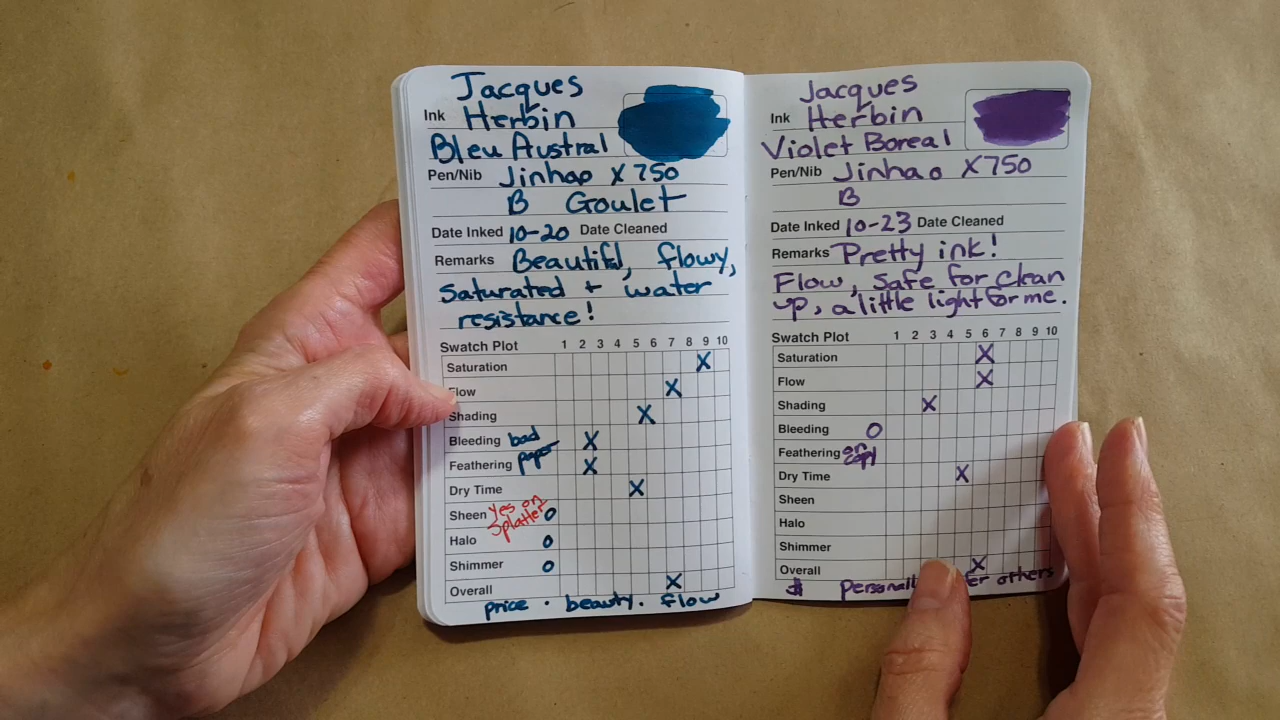 Jacques
Ink Herbin
Bleu Austral
Pen/Nib Jinhao X750
B Goulet
Date Inked 10-20 Date Cleaned
Remarks Beautiful, flowy,
saturated + water
resistance!
Swatch Plot 1 2 3 4 5 6 7 8 9 10
Saturation X
Flow X
Shading X
Bleeding bad X
Feathering paper X
Dry Time X
Sheen Yes on splatter O
Halo O
Shimmer O
Overall X
price · beauty · flow
Jacques
Ink Herbin
Violet Boreal
Pen/Nib Jinhao X750
B
Date Inked 10-23 Date Cleaned
Remarks Pretty ink!
Flow, safe for clean
up, a little light for me.
Swatch Plot 1 2 3 4 5 6 7 8 9 10
Saturation X
Flow X
Shading X
Bleeding O
Feathering on
Dry Time X
Sheen
Halo
Shimmer
Overall X
$ others